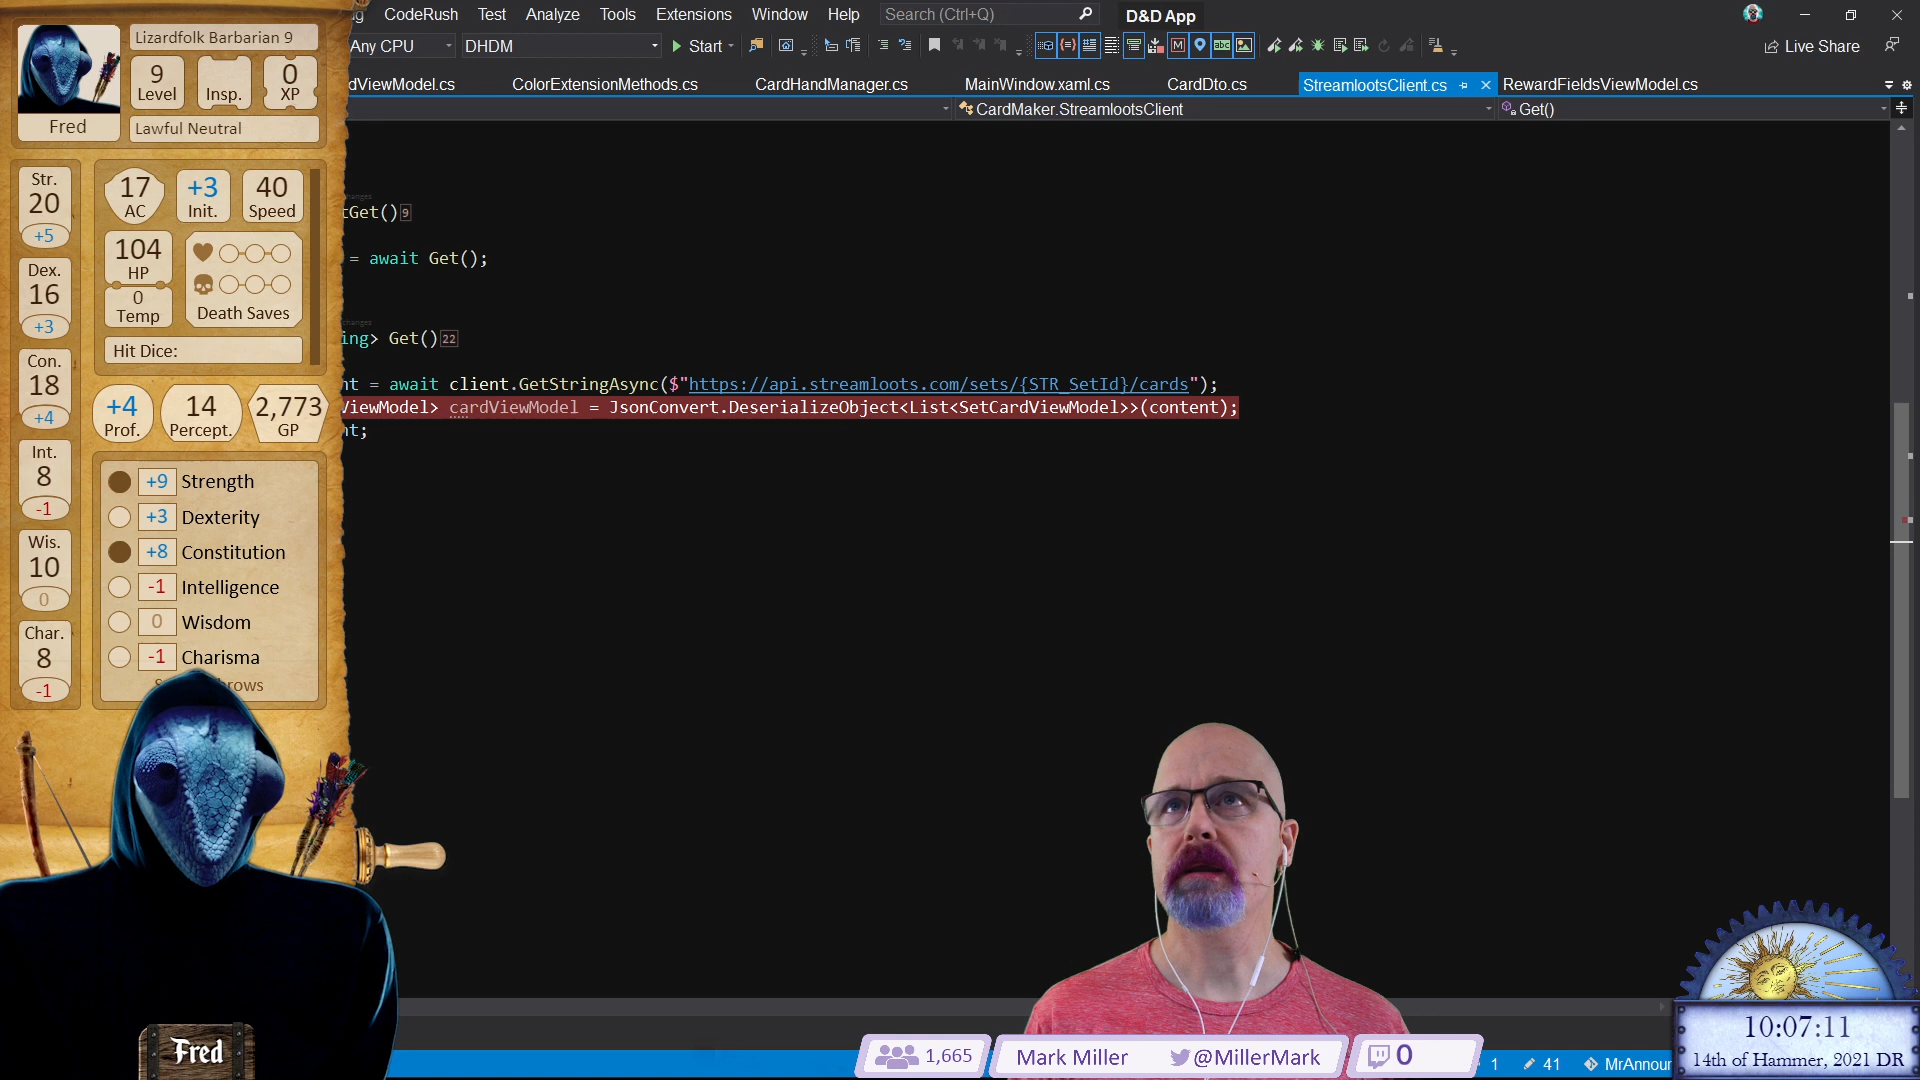 CodeRush Test Analyze Tools Extensions Window Help Search (Ctrl+Q) D&D App
Any CPU DHDM Start Live Share
dViewModel.cs ColorExtensionMethods.cs CardHandManager.cs MainWindow.xaml.cs CardDto.cs StreamlootsClient.cs RewardFieldsViewModel.cs
CardMaker.StreamlootsClient Get()
Get() 9
= await Get();
ing> Get() 22
nt = await client.GetStringAsync($"https://api.streamloots.com/sets/{STR_SetId}/cards");
ViewModel> cardViewModel = JsonConvert.DeserializeObject<List<SetCardViewModel>>(content);
nt;
Lizardfolk Barbarian 9
9
Level
Insp.
0
XP
Fred
Lawful Neutral
Str.
20
+5
Dex.
16
+3
Con.
18
+4
Int.
8
-1
Wis.
10
0
Char.
8
-1
17
AC
+3
Init.
40
Speed
104
HP
0
Temp
Death Saves
Hit Dice:
+4
Prof.
14
Percept.
2,773
GP
+9 Strength
+3 Dexterity
+8 Constitution
-1 Intelligence
0 Wisdom
-1 Charisma
Fred
1,665
Mark Miller @MillerMark
0
1 41 MrAnnour
10:07:11
14th of Hammer, 2021 DR